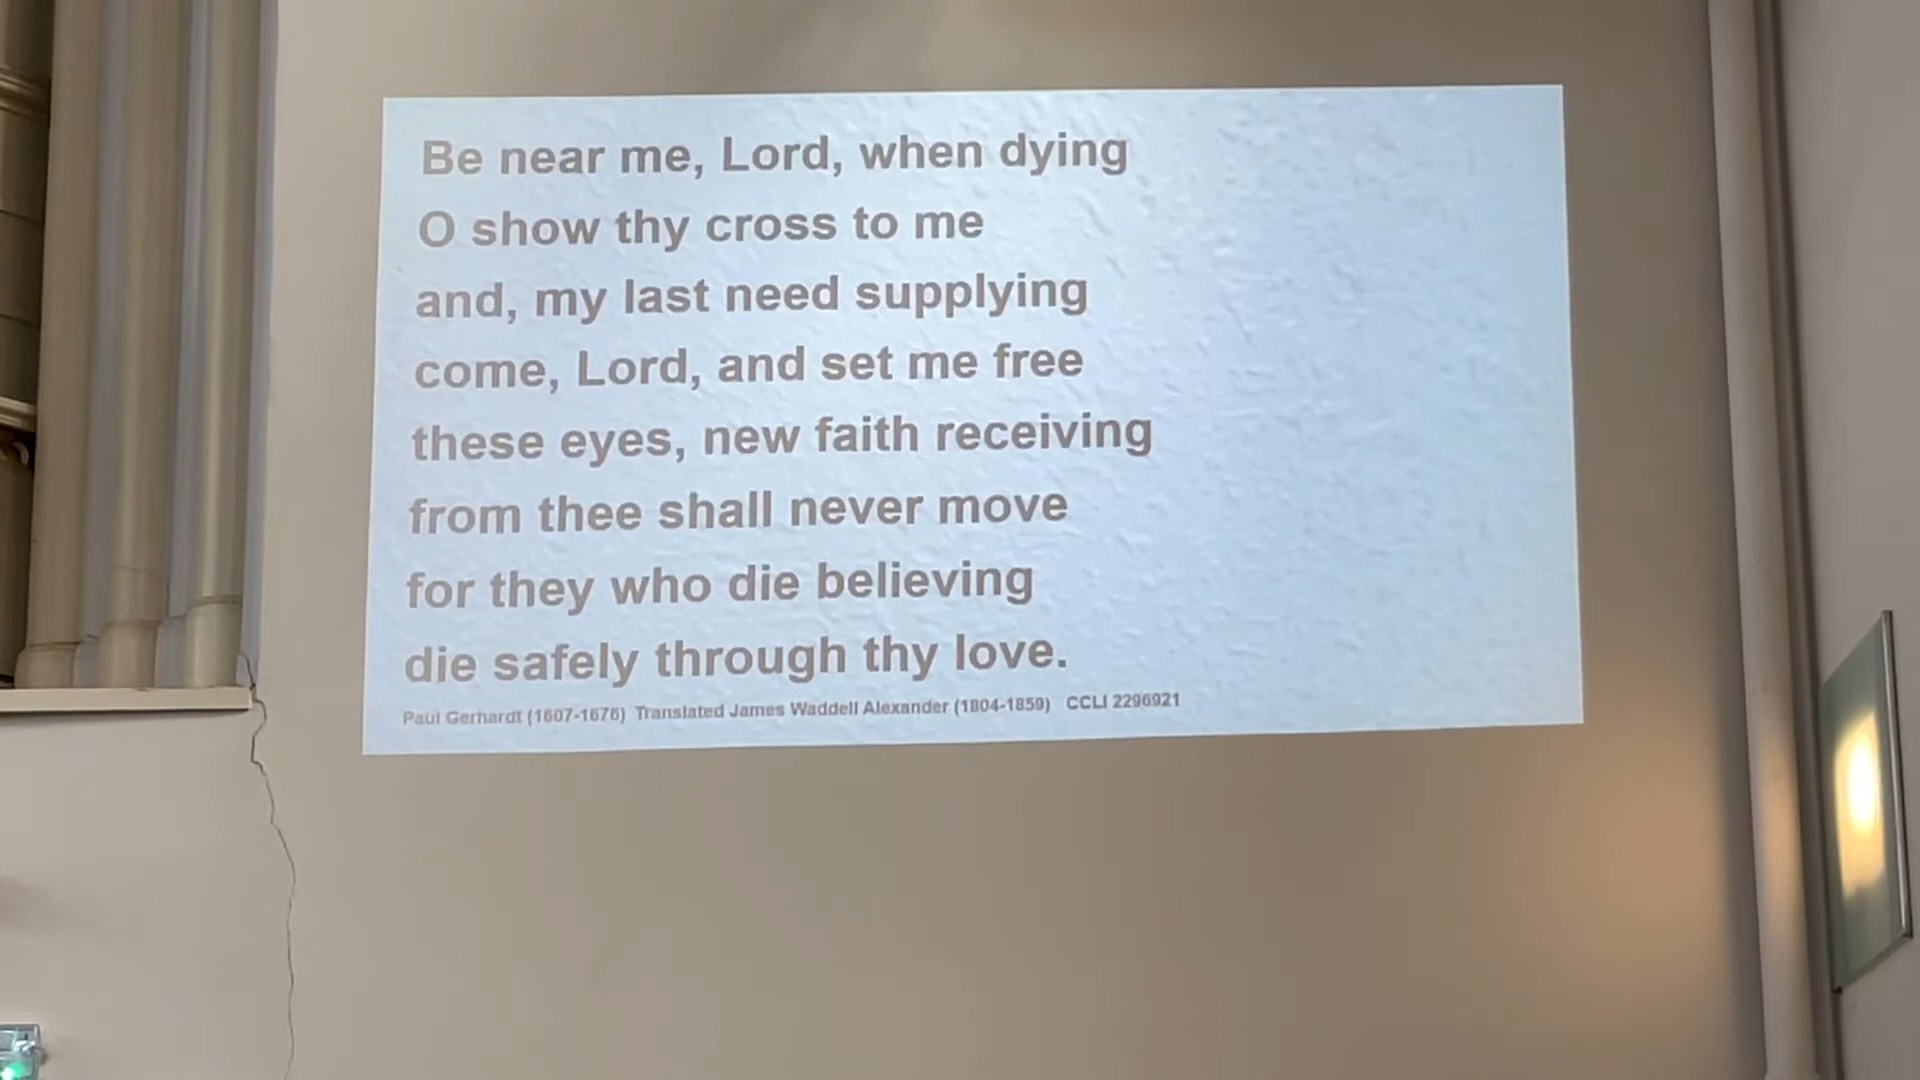 Be near me, Lord, when dying
O show thy cross to me
and, my last need supplying
come, Lord, and set me free
these eyes, new faith receiving
from thee shall never move
for they who die believing
die safely through thy love.
Paul Gerhardt (1607-1676) Translated James Waddell Alexander (1804-1859) CCLI 2296921